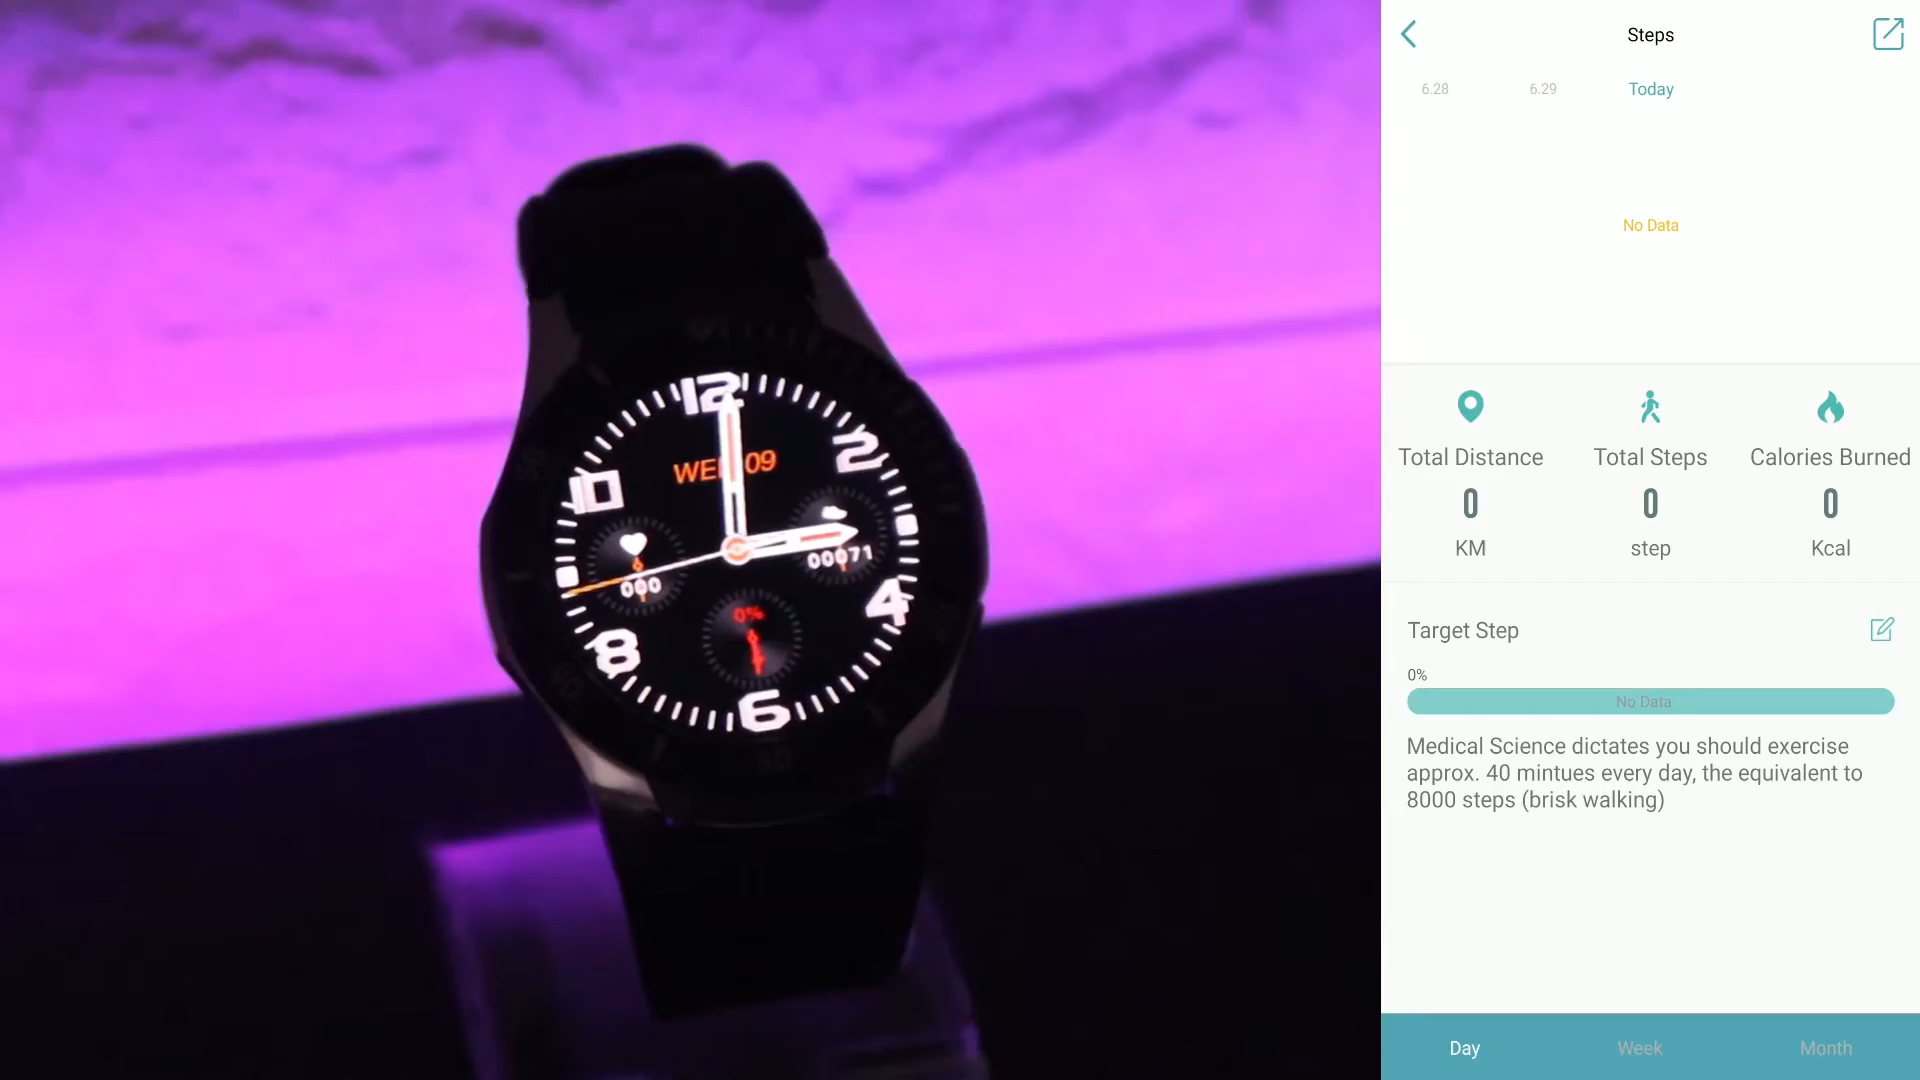 12
WED 09
2
10
000
00071
4
0%
8
6
Steps
6.28 6.29 Today
No Data
Total Distance Total Steps Calories Burned
0 0 0
KM step Kcal
Target Step
0%
No Data
Medical Science dictates you should exercise
approx. 40 mintues every day, the equivalent to
8000 steps (brisk walking)
Day Week Month